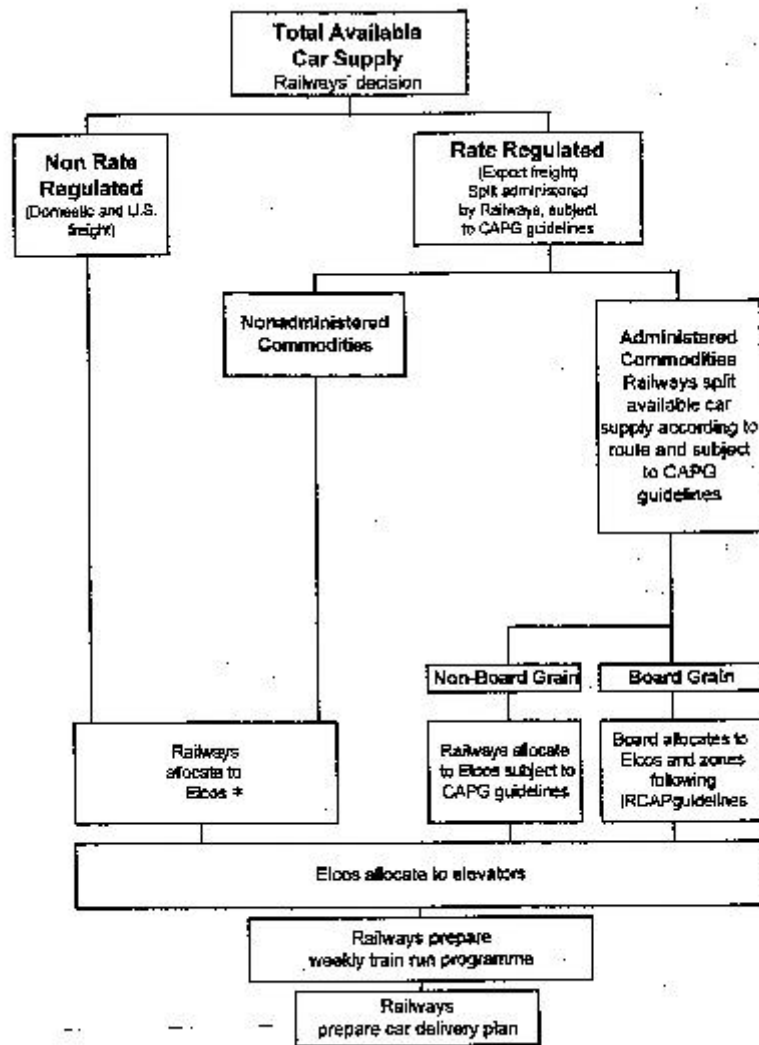 Total Available
Car Supply
Railways' decision
Non Rate
Regulated
(Domestic and U.S.
freight)
Rate Regulated
(Export freight)
Split administered
by Railways, subject
to CAPG guidelines
Nonadministered
Commodities
Administered
Commodities
Railways split
available car
supply according to
route and subject
to CAPG
guidelines
Non-Board Grain
Board Grain
Railways
allocate to
Elcos *
Railways allocate
to Elcos subject to
CAPG guidelines
Board allocates to
Elcos and zones
following
IRCAPguidelines
Elcos allocate to elevators
Railways prepare
weekly train run programme
Railways
prepare car delivery plan